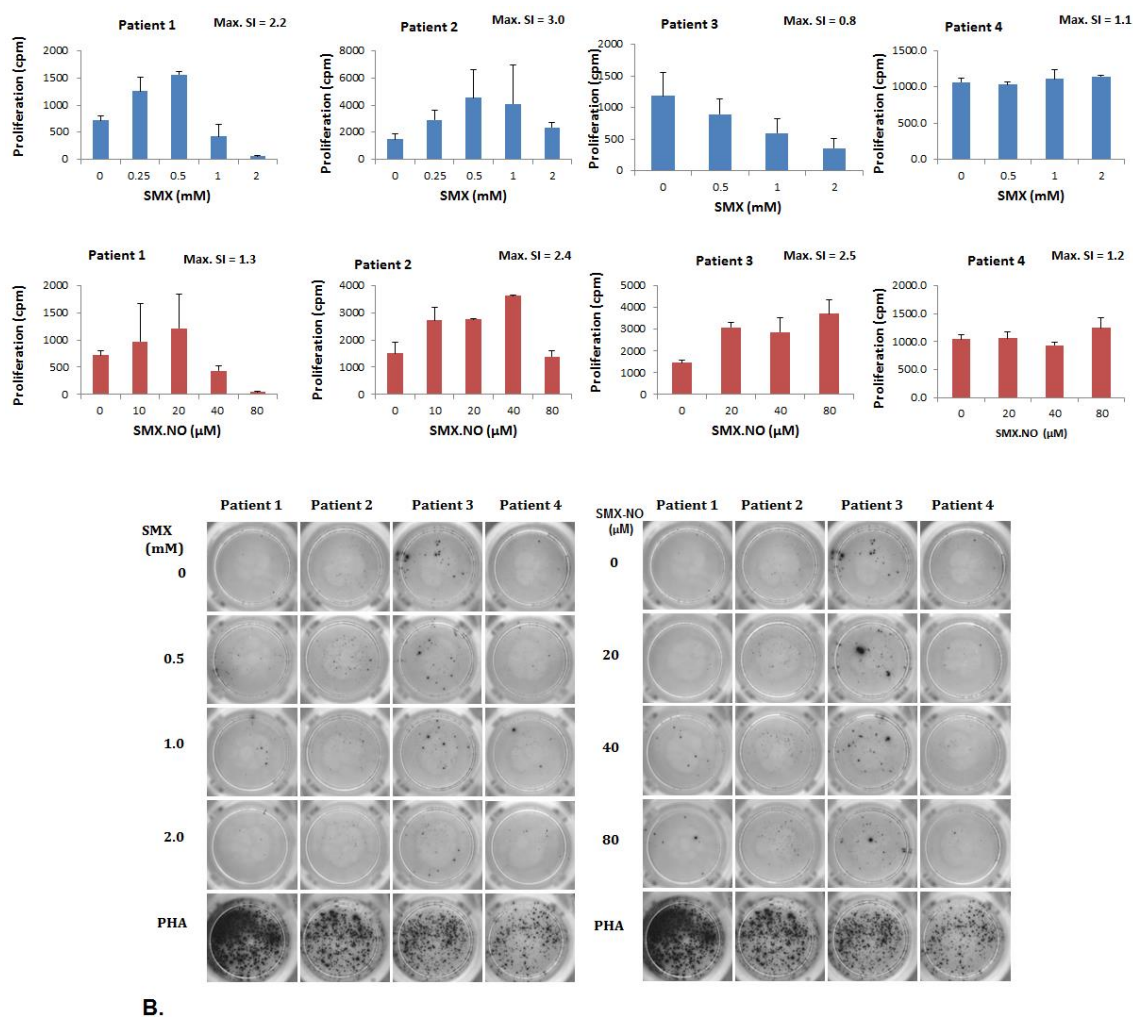 Patient 1 Max. SI = 2.2
Proliferation (cpm)
2000
1500
1000
500
0
0 0.25 0.5 1 2
SMX (mM)
Patient 2 Max. SI = 3.0
Proliferation (cpm)
8000
6000
4000
2000
0
0 0.25 0.5 1 2
SMX (mM)
Patient 3 Max. SI = 0.8
Proliferation (cpm)
2000
1500
1000
500
0
0 0.5 1 2
SMX (mM)
Patient 4 Max. SI = 1.1
Proliferation (cpm)
1500.0
1000.0
500.0
0.0
0 0.5 1 2
SMX (mM)
Patient 1 Max. SI = 1.3
Proliferation (cpm)
2000
1500
1000
500
0
0 10 20 40 80
SMX.NO (µM)
Patient 2 Max. SI = 2.4
Proliferation (cpm)
4000
3000
2000
1000
0
0 10 20 40 80
SMX.NO (µM)
Patient 3 Max. SI = 2.5
Proliferation (cpm)
5000
4000
3000
2000
1000
0
0 20 40 80
SMX.NO (µM)
Patient 4 Max. SI = 1.2
Proliferation (cpm)
2000.0
1500.0
1000.0
500.0
0.0
0 20 40 80
SMX.NO (µM)
Patient 1 Patient 2 Patient 3 Patient 4
SMX
(mM)
0
0.5
1.0
2.0
PHA
Patient 1 Patient 2 Patient 3 Patient 4
SMX-NO
(µM)
0
20
40
80
PHA
B.